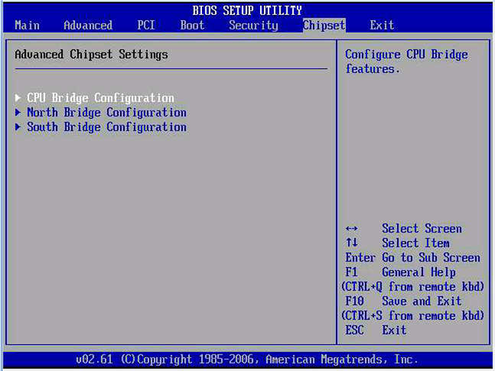 BIOS SETUP UTILITY
Main Advanced PCI Boot Security Chipset Exit
Advanced Chipset Settings
CPU Bridge Configuration
North Bridge Configuration
South Bridge Configuration
Configure CPU Bridge
features.
↔ Select Screen
↑↓ Select Item
Enter Go to Sub Screen
F1 General Help
(CTRL+Q from remote kbd)
F10 Save and Exit
(CTRL+S from remote kbd)
ESC Exit
v02.61 (C)Copyright 1985-2006, American Megatrends, Inc.